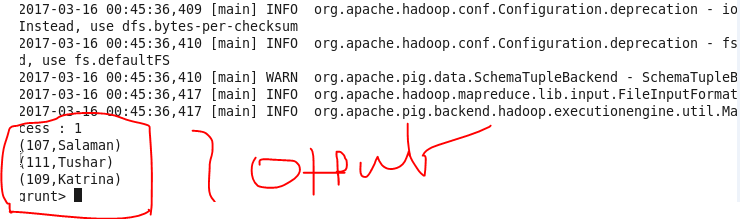 2017-03-16 00:45:36,409 [main] INFO  org.apache.hadoop.conf.Configuration.deprecation - io
Instead, use dfs.bytes-per-checksum
2017-03-16 00:45:36,410 [main] INFO  org.apache.hadoop.conf.Configuration.deprecation - fs
d, use fs.defaultFS
2017-03-16 00:45:36,410 [main] WARN  org.apache.pig.data.SchemaTupleBackend - SchemaTupleB
2017-03-16 00:45:36,417 [main] INFO  org.apache.hadoop.mapreduce.lib.input.FileInputFormat
2017-03-16 00:45:36,417 [main] INFO  org.apache.pig.backend.hadoop.executionengine.util.Ma
cess : 1
(107,Salaman)
(111,Tushar)
(109,Katrina)
grunt>